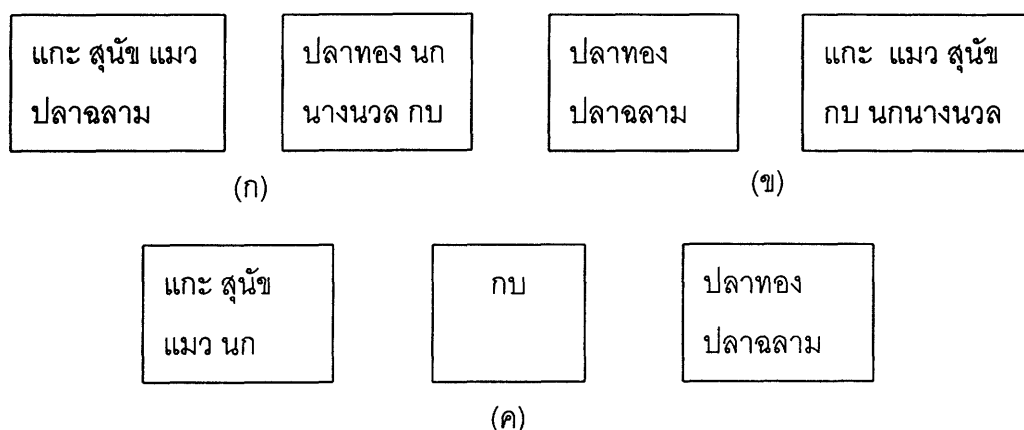 แกะ สุนัข แมว
ปลาฉลาม
ปลาทอง นก
นางนวล กบ
(ก)
ปลาทอง
ปลาฉลาม
แกะ แมว สุนัข
กบ นกนางนวล
(ข)
แกะ สุนัข
แมว นก
กบ
ปลาทอง
ปลาฉลาม
(ค)